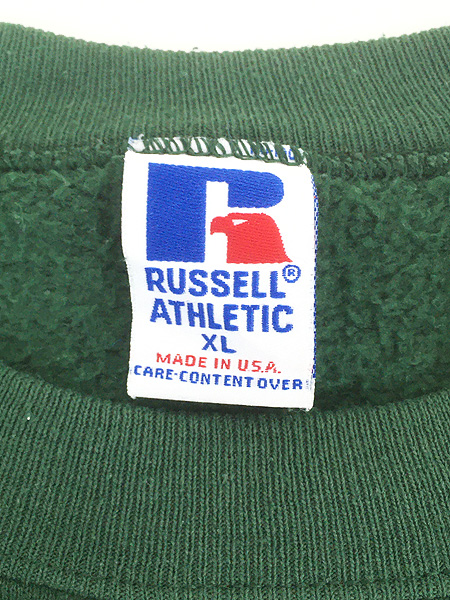 RUSSELL®
ATHLETIC
XL
MADE IN U.S.A.
CARE-CONTENT OVER